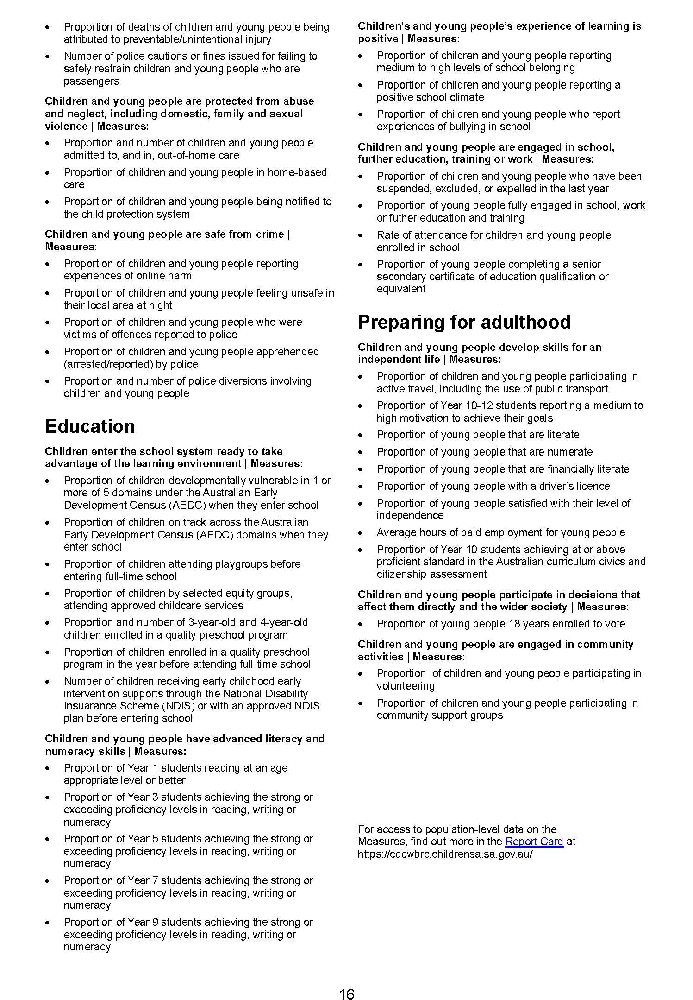 • Proportion of deaths of children and young people being
attributed to preventable/unintentional injury
• Number of police cautions or fines issued for failing to
safely restrain children and young people who are
passengers
Children and young people are protected from abuse
and neglect, including domestic, family and sexual
violence | Measures:
• Proportion and number of children and young people
admitted to, and in, out-of-home care
• Proportion of children and young people in home-based
care
• Proportion of children and young people being notified to
the child protection system
Children and young people are safe from crime |
Measures:
• Proportion of children and young people reporting
experiences of online harm
• Proportion of children and young people feeling unsafe in
their local area at night
• Proportion of children and young people who were
victims of offences reported to police
• Proportion of children and young people apprehended
(arrested/reported) by police
• Proportion and number of police diversions involving
children and young people
Education
Children enter the school system ready to take
advantage of the learning environment | Measures:
• Proportion of children developmentally vulnerable in 1 or
more of 5 domains under the Australian Early
Development Census (AEDC) when they enter school
• Proportion of children on track across the Australian
Early Development Census (AEDC) domains when they
enter school
• Proportion of children attending playgroups before
entering full-time school
• Proportion of children by selected equity groups,
attending approved childcare services
• Proportion and number of 3-year-old and 4-year-old
children enrolled in a quality preschool program
• Proportion of children enrolled in a quality preschool
program in the year before attending full-time school
• Number of children receiving early childhood early
intervention supports through the National Disability
Insuarance Scheme (NDIS) or with an approved NDIS
plan before entering school
Children and young people have advanced literacy and
numeracy skills | Measures:
• Proportion of Year 1 students reading at an age
appropriate level or better
• Proportion of Year 3 students achieving the strong or
exceeding proficiency levels in reading, writing or
numeracy
• Proportion of Year 5 students achieving the strong or
exceeding proficiency levels in reading, writing or
numeracy
• Proportion of Year 7 students achieving the strong or
exceeding proficiency levels in reading, writing or
numeracy
• Proportion of Year 9 students achieving the strong or
exceeding proficiency levels in reading, writing or
numeracy
Children’s and young people’s experience of learning is
positive | Measures:
• Proportion of children and young people reporting
medium to high levels of school belonging
• Proportion of children and young people reporting a
positive school climate
• Proportion of children and young people who report
experiences of bullying in school
Children and young people are engaged in school,
further education, training or work | Measures:
• Proportion of children and young people who have been
suspended, excluded, or expelled in the last year
• Proportion of young people fully engaged in school, work
or futher education and training
• Rate of attendance for children and young people
enrolled in school
• Proportion of young people completing a senior
secondary certificate of education qualification or
equivalent
Preparing for adulthood
Children and young people develop skills for an
independent life | Measures:
• Proportion of children and young people participating in
active travel, including the use of public transport
• Proportion of Year 10-12 students reporting a medium to
high motivation to achieve their goals
• Proportion of young people that are literate
• Proportion of young people that are numerate
• Proportion of young people that are financially literate
• Proportion of young people with a driver’s licence
• Proportion of young people satisfied with their level of
independence
• Average hours of paid employment for young people
• Proportion of Year 10 students achieving at or above
proficient standard in the Australian curriculum civics and
citizenship assessment
Children and young people participate in decisions that
affect them directly and the wider society | Measures:
• Proportion of young people 18 years enrolled to vote
Children and young people are engaged in community
activities | Measures:
• Proportion  of children and young people participating in
volunteering
• Proportion of children and young people participating in
community support groups
For access to population-level data on the
Measures, find out more in the Report Card at
https://cdcwbrc.childrensa.sa.gov.au/
16